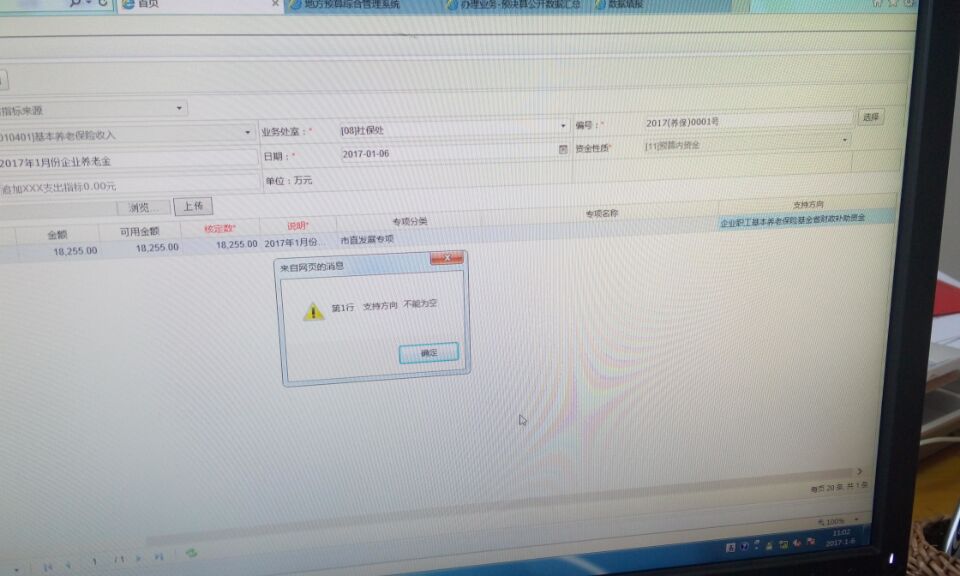 首页
地方预算综合管理系统
办理业务-预决算公开数据汇总
数据填报
指标来源
010401]基本养老保险收入
业务处室：*
[08]社保处
编号：*
2017(养保)0001号
选择
2017年1月份企业养老金
日期：*
2017-01-06
资金性质*
[11]预算内资金
追加XXX支出指标0.00元
单位：万元
浏览...
上传
金额
可用金额
核定数*
说明*
专项分类
专项名称
支持方向
18,255.00
18,255.00
18,255.00
2017年1月份...
市直发展专项
企业职工基本养老保险基金省财政补助资金
来自网页的消息
第1行 支持方向 不能为空
确定
每页 20 条, 共 1 条
1 / 1
100%
11:02
2017-1-6